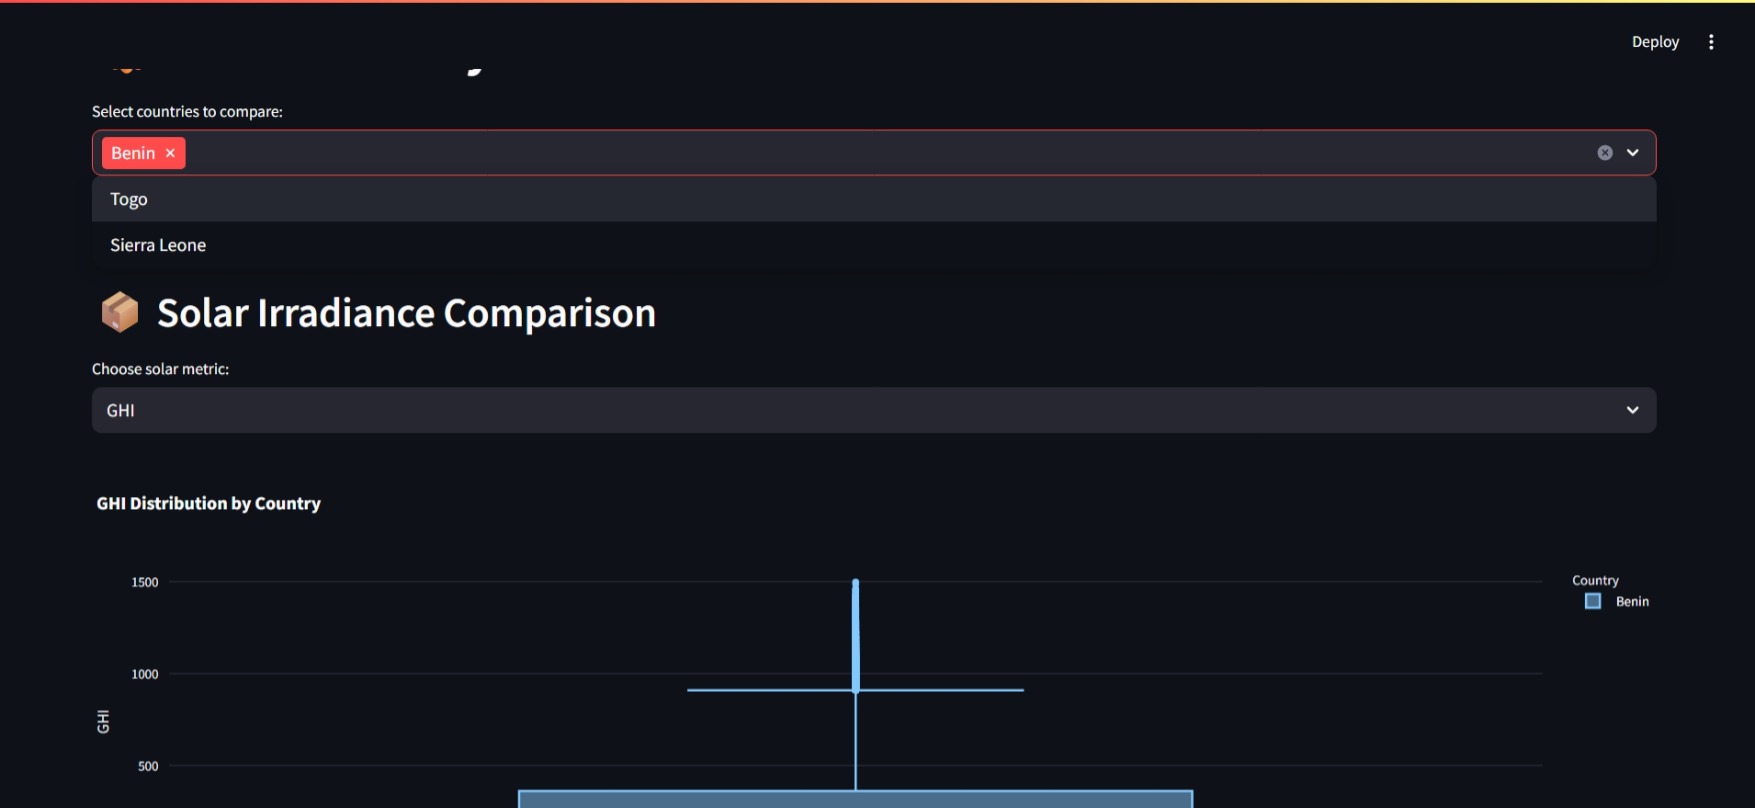 Deploy
Select countries to compare:
Benin ×
Togo
Sierra Leone
Solar Irradiance Comparison
Choose solar metric:
GHI
GHI Distribution by Country
1500
1000
500
GHI
Country
Benin